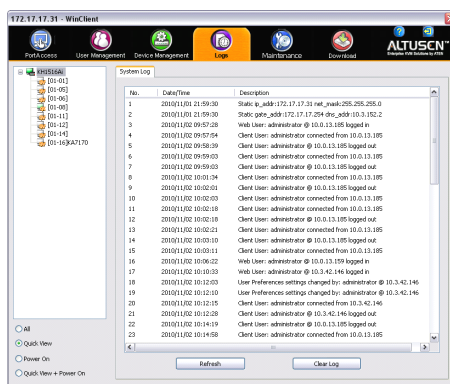 172.17.17.31 - WinClient
PortAccess
User Management
Device Management
Logs
Maintenance
Download
ALTUSEN™
Enterprise KVM Solutions by ATEN
KH1516Ai
[01-01]
[01-05]
[01-06]
[01-08]
[01-11]
[01-12]
[01-14]
[01-16]KA7170
System Log
No. Date/Time Description
1 2010/11/01 21:59:30 Static ip_addr:172.17.17.31 net_mask:255.255.255.0
2 2010/11/01 21:59:30 Static gate_addr:172.17.17.254 dns_addr:10.3.152.2
3 2010/11/02 09:57:28 Web User: administrator @ 10.0.13.185 logged in
4 2010/11/02 09:57:54 Client User: administrator connected from 10.0.13.185
5 2010/11/02 09:58:39 Client User: administrator @ 10.0.13.185 logged out
6 2010/11/02 09:59:03 Client User: administrator connected from 10.0.13.185
7 2010/11/02 09:59:03 Client User: administrator @ 10.0.13.185 logged out
8 2010/11/02 10:01:34 Client User: administrator connected from 10.0.13.185
9 2010/11/02 10:02:01 Client User: administrator @ 10.0.13.185 logged out
10 2010/11/02 10:02:03 Client User: administrator connected from 10.0.13.185
11 2010/11/02 10:02:18 Client User: administrator connected from 10.0.13.185
12 2010/11/02 10:02:18 Client User: administrator @ 10.0.13.185 logged out
13 2010/11/02 10:02:21 Client User: administrator connected from 10.0.13.185
14 2010/11/02 10:03:10 Client User: administrator @ 10.0.13.185 logged out
15 2010/11/02 10:03:11 Client User: administrator connected from 10.0.13.185
16 2010/11/02 10:06:22 Web User: administrator @ 10.0.13.159 logged in
17 2010/11/02 10:10:33 Web User: administrator @ 10.3.42.146 logged in
18 2010/11/02 10:12:03 User Preferences settings changed by: administrator @ 10.3.42.146
19 2010/11/02 10:12:10 User Preferences settings changed by: administrator @ 10.3.42.146
20 2010/11/02 10:12:15 Client User: administrator connected from 10.3.42.146
21 2010/11/02 10:12:28 Client User: administrator @ 10.3.42.146 logged out
22 2010/11/02 10:14:19 Client User: administrator @ 10.0.13.185 logged out
23 2010/11/02 10:14:58 Client User: administrator connected from 10.0.13.185
All
Quick View
Power On
Quick View + Power On
Refresh
Clear Log